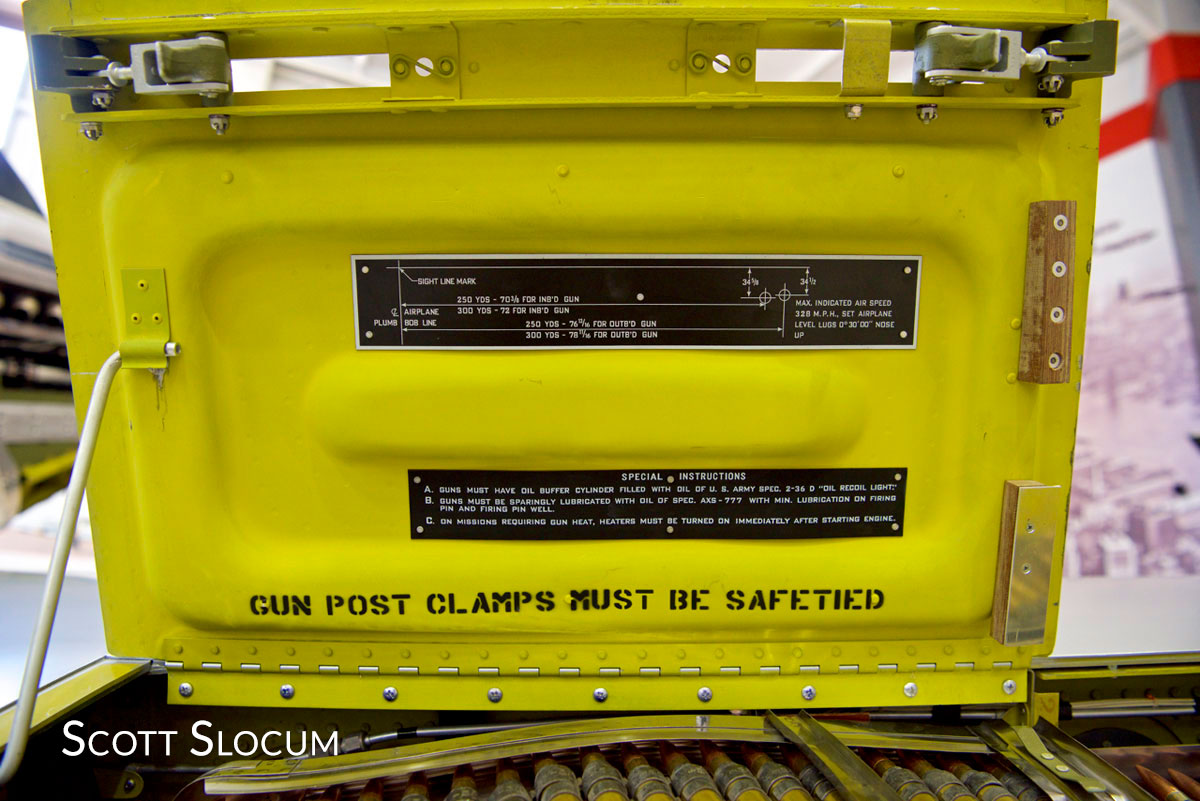 SIGHT LINE MARK
34 5/8
34 1/2
250 YDS - 70 3/8 FOR INB'D GUN
℄ AIRPLANE
300 YDS - 72 FOR INB'D GUN
MAX. INDICATED AIR SPEED
328 M.P.H., SET AIRPLANE
LEVEL LUGS 0°30'00" NOSE
UP
PLUMB BOB LINE
250 YDS - 76 13/16 FOR OUTB'D GUN
300 YDS - 78 11/16 FOR OUTB'D GUN
SPECIAL INSTRUCTIONS
A. GUNS MUST HAVE OIL BUFFER CYLINDER FILLED WITH OIL OF U. S. ARMY SPEC. 2-36 D "OIL RECOIL LIGHT."
B. GUNS MUST BE SPARINGLY LUBRICATED WITH OIL OF SPEC. AXS-777 WITH MIN. LUBRICATION ON FIRING
PIN AND FIRING PIN WELL.
C. ON MISSIONS REQUIRING GUN HEAT, HEATERS MUST BE TURNED ON IMMEDIATELY AFTER STARTING ENGINE.
GUN POST CLAMPS MUST BE SAFETIED
SCOTT SLOCUM